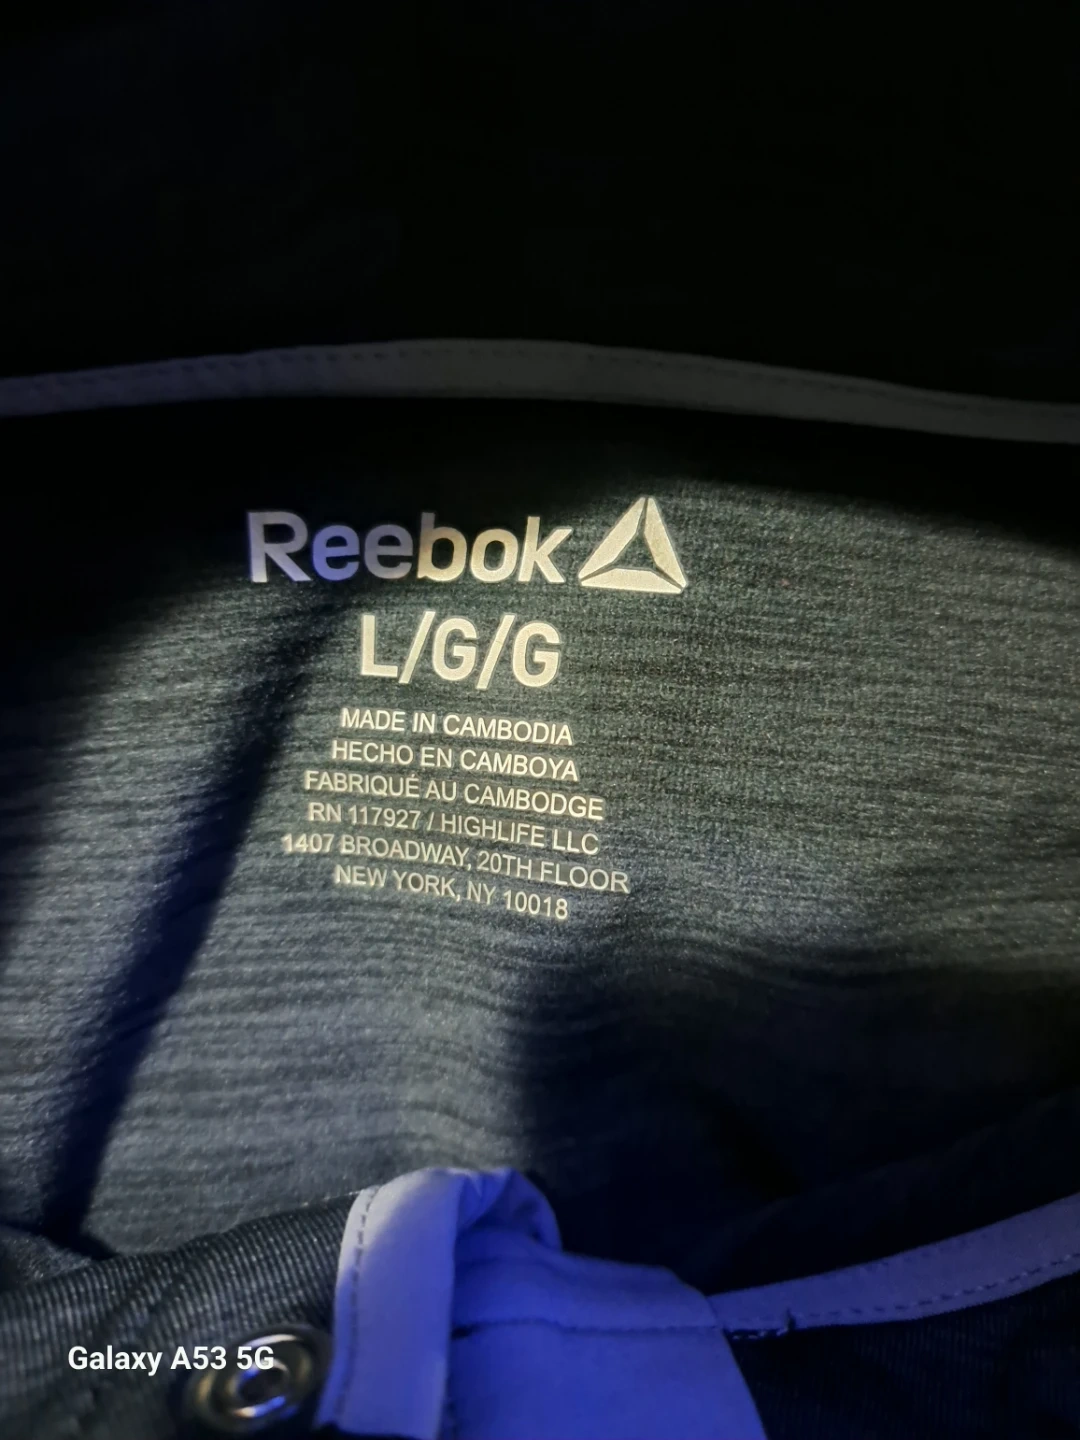 Reebok
L/G/G
MADE IN CAMBODIA
HECHO EN CAMBOYA
FABRIQUÉ AU CAMBODGE
RN 117927 / HIGHLIFE LLC
1407 BROADWAY, 20TH FLOOR
NEW YORK, NY 10018
Galaxy A53 5G